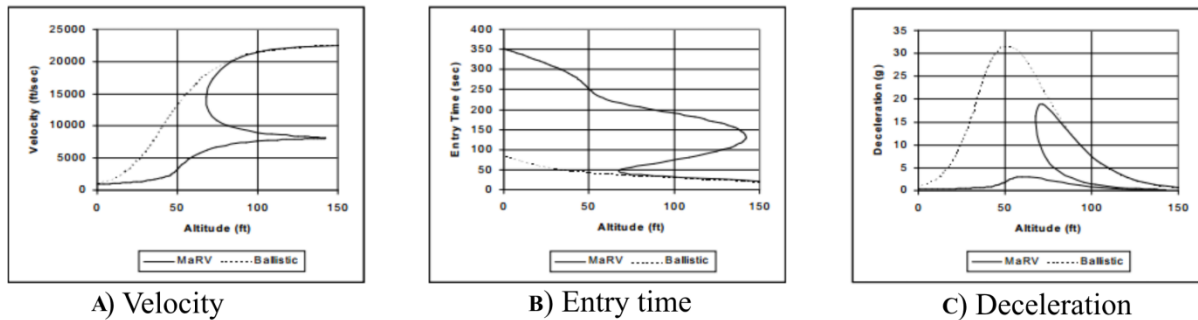 25000
20000
15000
10000
5000
0
Velocity (ft/sec)
0 50 100 150
Altitude (ft)
MaRV Ballistic
A) Velocity
400
350
300
250
200
150
100
50
0
Entry Time (sec)
0 50 100 150
Altitude (ft)
MaRV Ballistic
B) Entry time
35
30
25
20
15
10
5
0
Deceleration (g)
0 50 100 150
Altitude (ft)
MaRV Ballistic
C) Deceleration